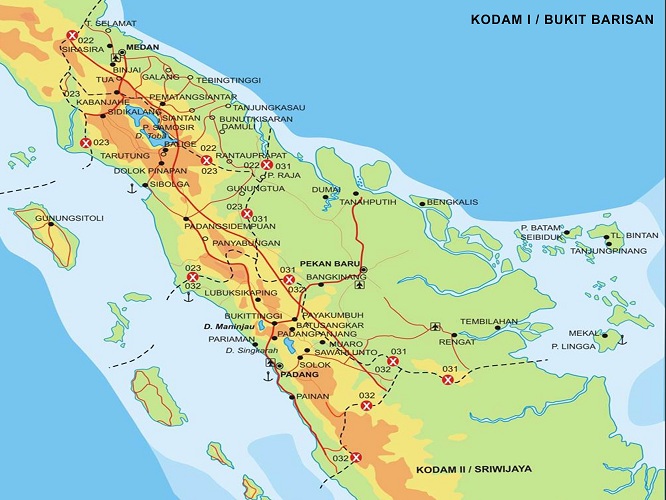 KODAM I / BUKIT BARISAN
T. SELAMAT
022
SIRASIRA
MEDAN
BINJAI
GALANG
TEBINGTINGGI
TUA
023
KABANJAHE
PEMATANGSIANTAR
SIDIKALANG
SIANTAN
TANJUNGKASAU
BUNUT/KISARAN
P. SAMOSIR
D. Toba
DAMULI
023
BALIGE
TARUTUNG
022
023
RANTAUPRAPAT
022
031
DOLOK PINAPAN
P. RAJA
SIBOLGA
GUNUNGTUA
DUMAI
TANAHPUTIH
BENGKALIS
023
031
GUNUNGSITOLI
PADANGSIDEMPUAN
PANYABUNGAN
P. BATAM
SEIBIDUK
TL. BINTAN
TANJUNGPINANG
023
032
031
032
PEKAN BARU
BANGKINANG
LUBUKSIKAPING
BUKITTINGGI
PAYAKUMBUH
D. Maninjau
BATUSANGKAR
PADANGPANJANG
PARIAMAN
MUARO
D. Singkarah
SAWAHLUNTO
TEMBILAHAN
RENGAT
MEKAL
P. LINGGA
SOLOK
031
032
031
PADANG
PAINAN
032
032
KODAM II / SRIWIJAYA